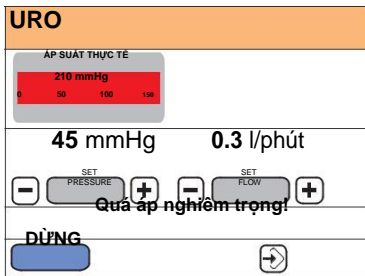 URO
ÁP SUẤT THỰC TẾ
210 mmHg
0 50 100 150
45 mmHg 0.3 l/phút
SET PRESSURE SET FLOW
Quá áp nghiêm trọng!
DỪNG